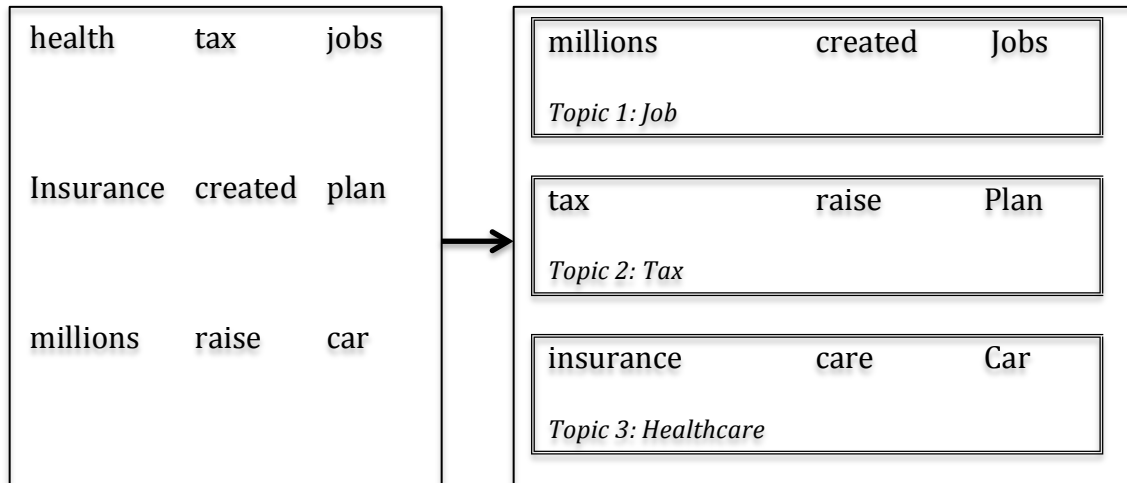 health tax jobs
Insurance created plan
millions raise car
millions created Jobs
Topic 1: Job
tax raise Plan
Topic 2: Tax
insurance care Car
Topic 3: Healthcare